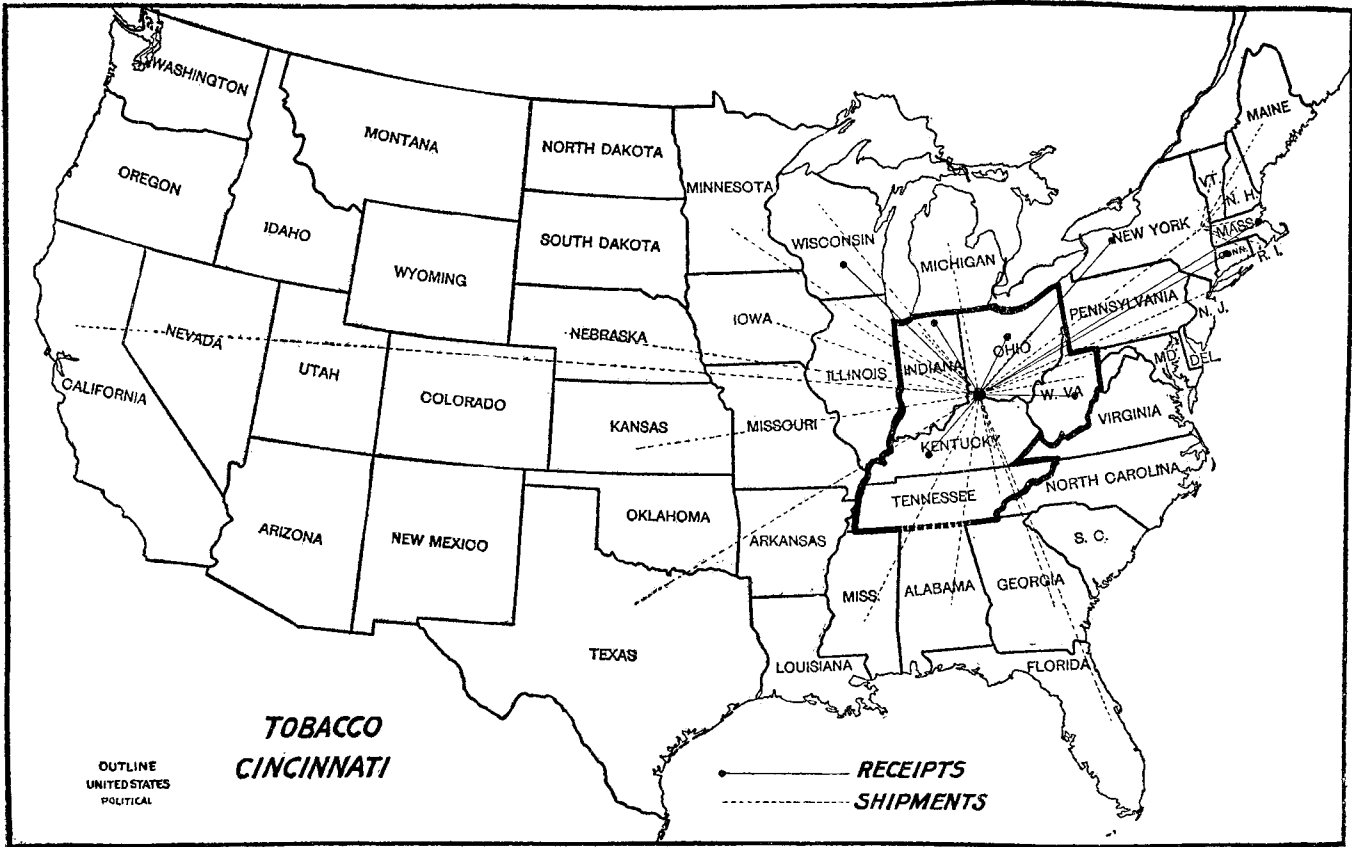 WASHINGTON
MONTANA
NORTH DAKOTA
MINNESOTA
MAINE
OREGON
IDAHO
SOUTH DAKOTA
WISCONSIN
MICHIGAN
VT.
N. H.
NEW YORK
MASS.
CONN.
R. I.
WYOMING
NEVADA
NEBRASKA
IOWA
PENNSYLVANIA
N. J.
CALIFORNIA
UTAH
COLORADO
ILLINOIS
INDIANA
OHIO
MD.
DEL.
KANSAS
MISSOURI
W. VA
VIRGINIA
KENTUCKY
ARIZONA
NEW MEXICO
OKLAHOMA
ARKANSAS
TENNESSEE
NORTH CAROLINA
S. C.
TEXAS
LOUISIANA
MISS.
ALABAMA
GEORGIA
FLORIDA
TOBACCO
CINCINNATI
OUTLINE
UNITED STATES
POLITICAL
RECEIPTS
SHIPMENTS